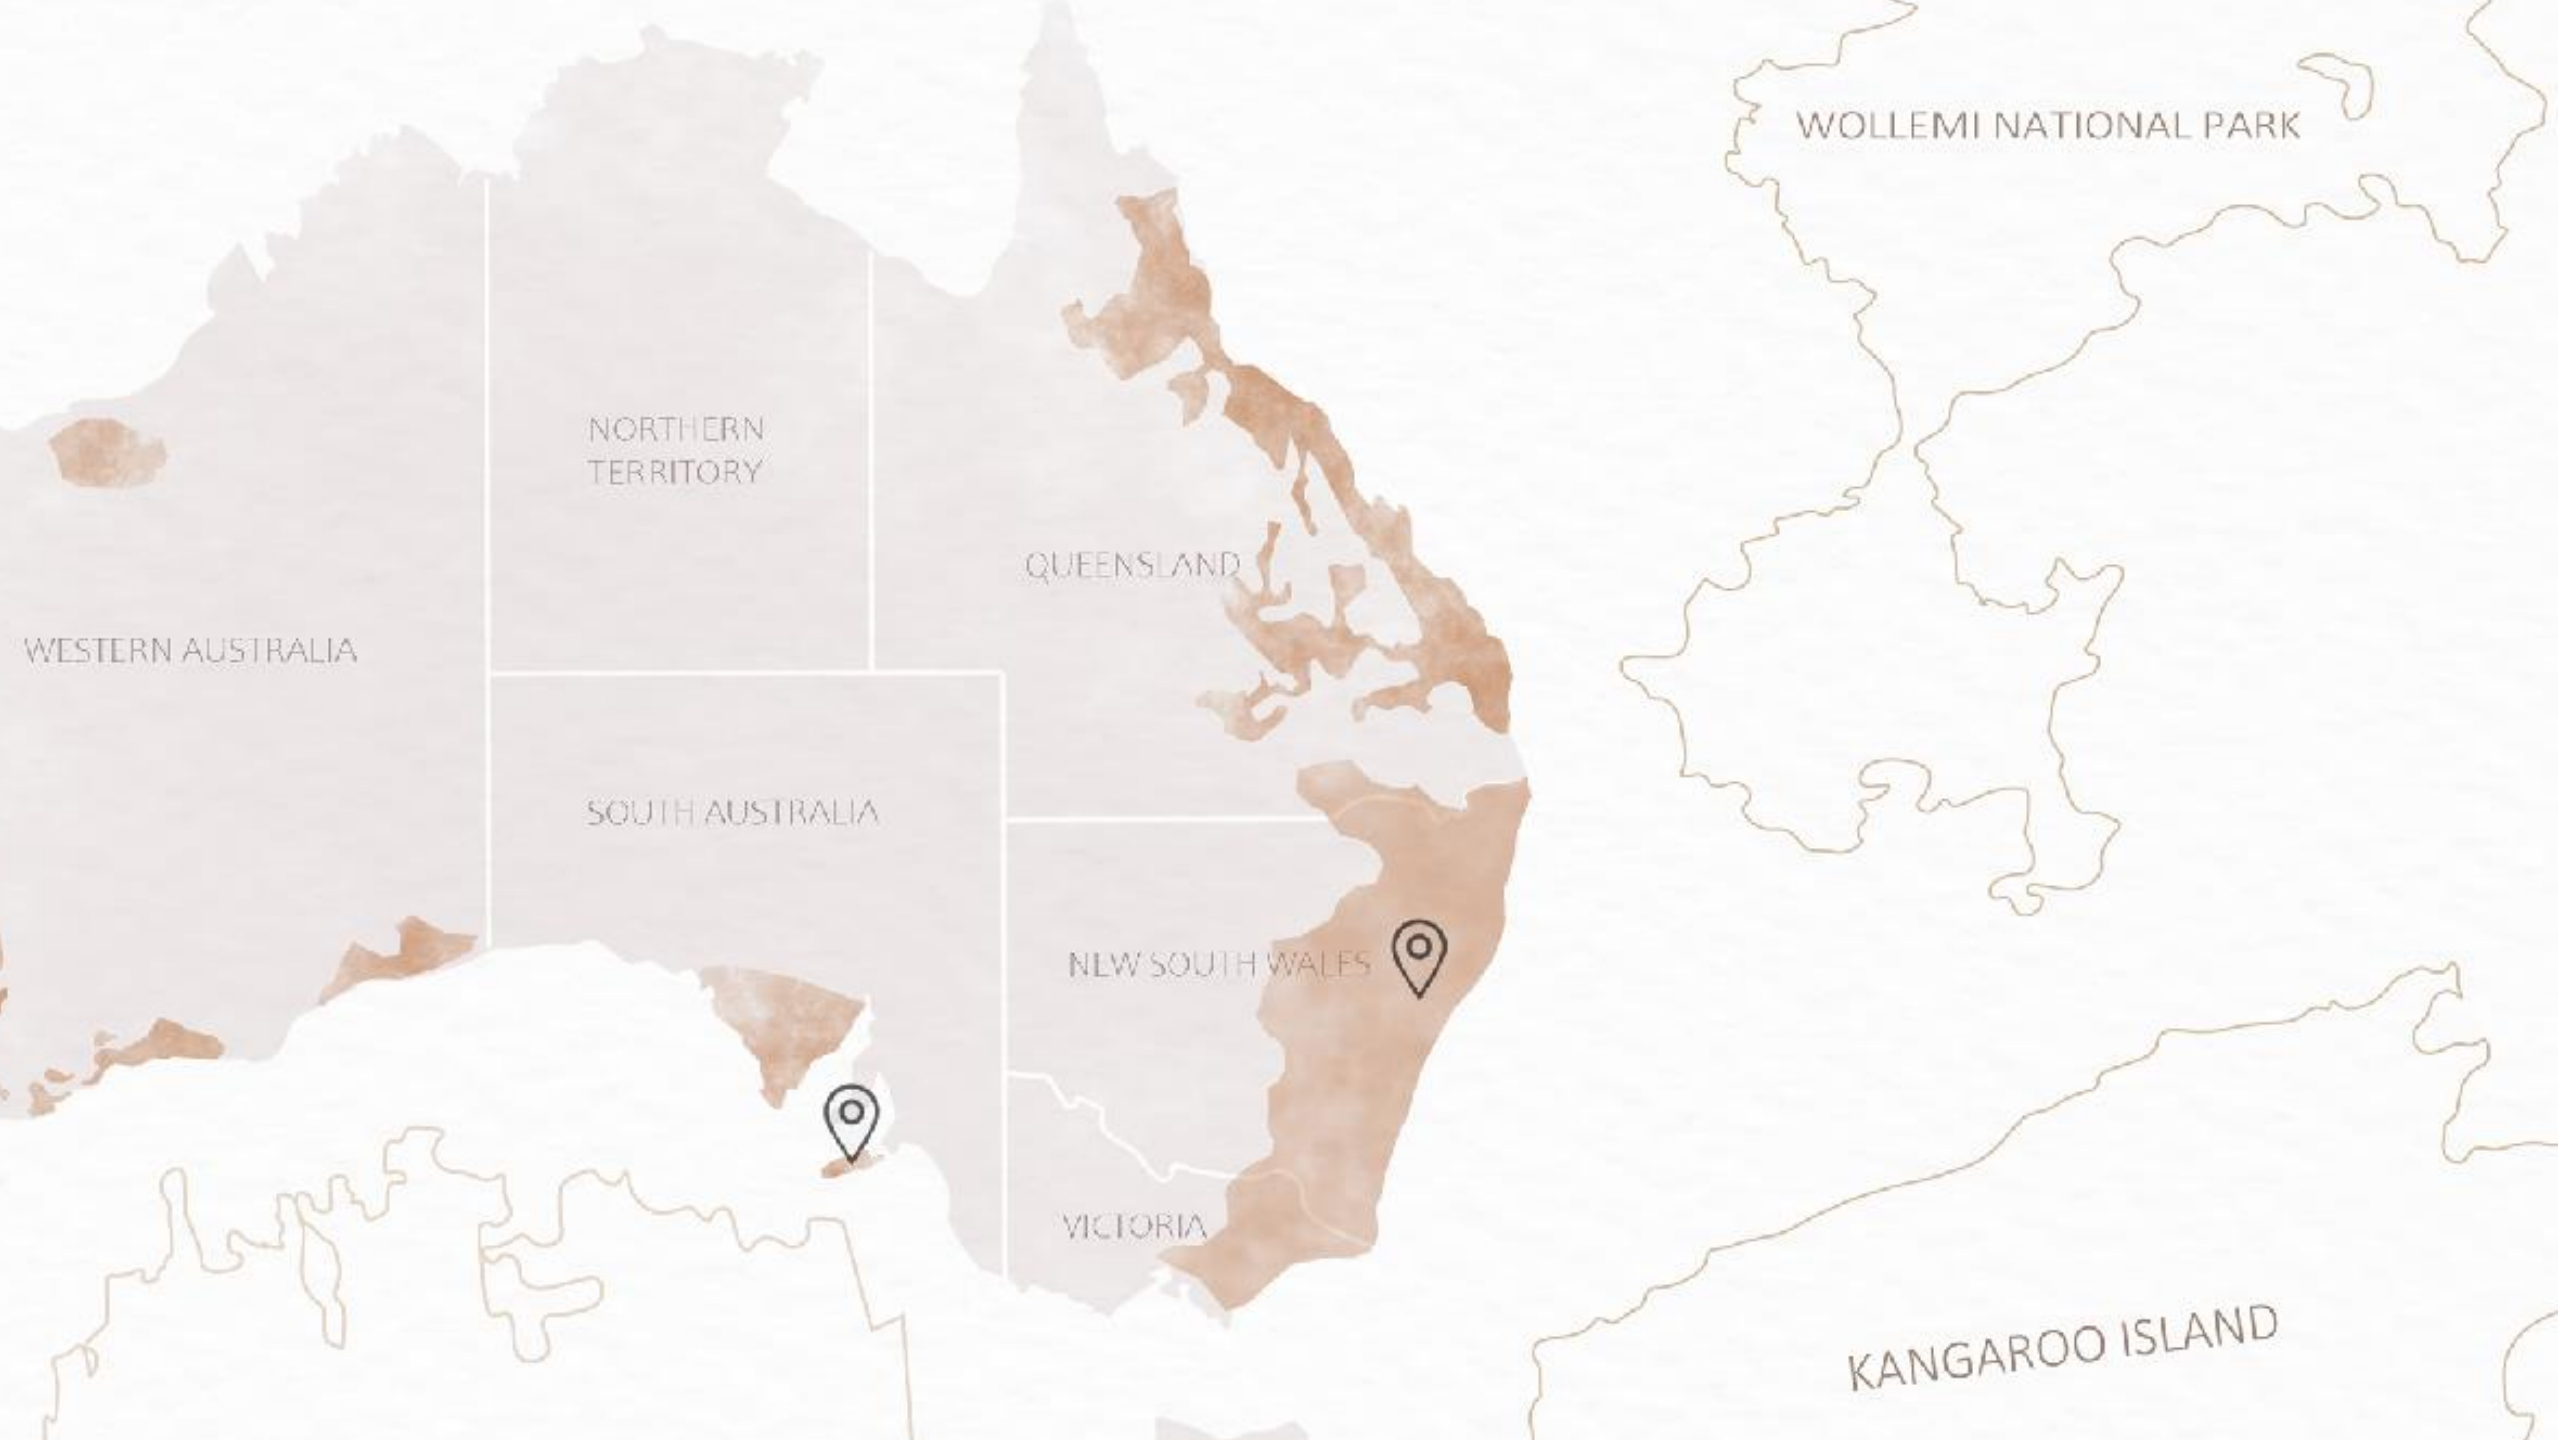 WOLLEMI NATIONAL PARK
NORTHERN
TERRITORY
QUEENSLAND
WESTERN AUSTRALIA
SOUTH AUSTRALIA
NEW SOUTH WALES
VICTORIA
KANGAROO ISLAND